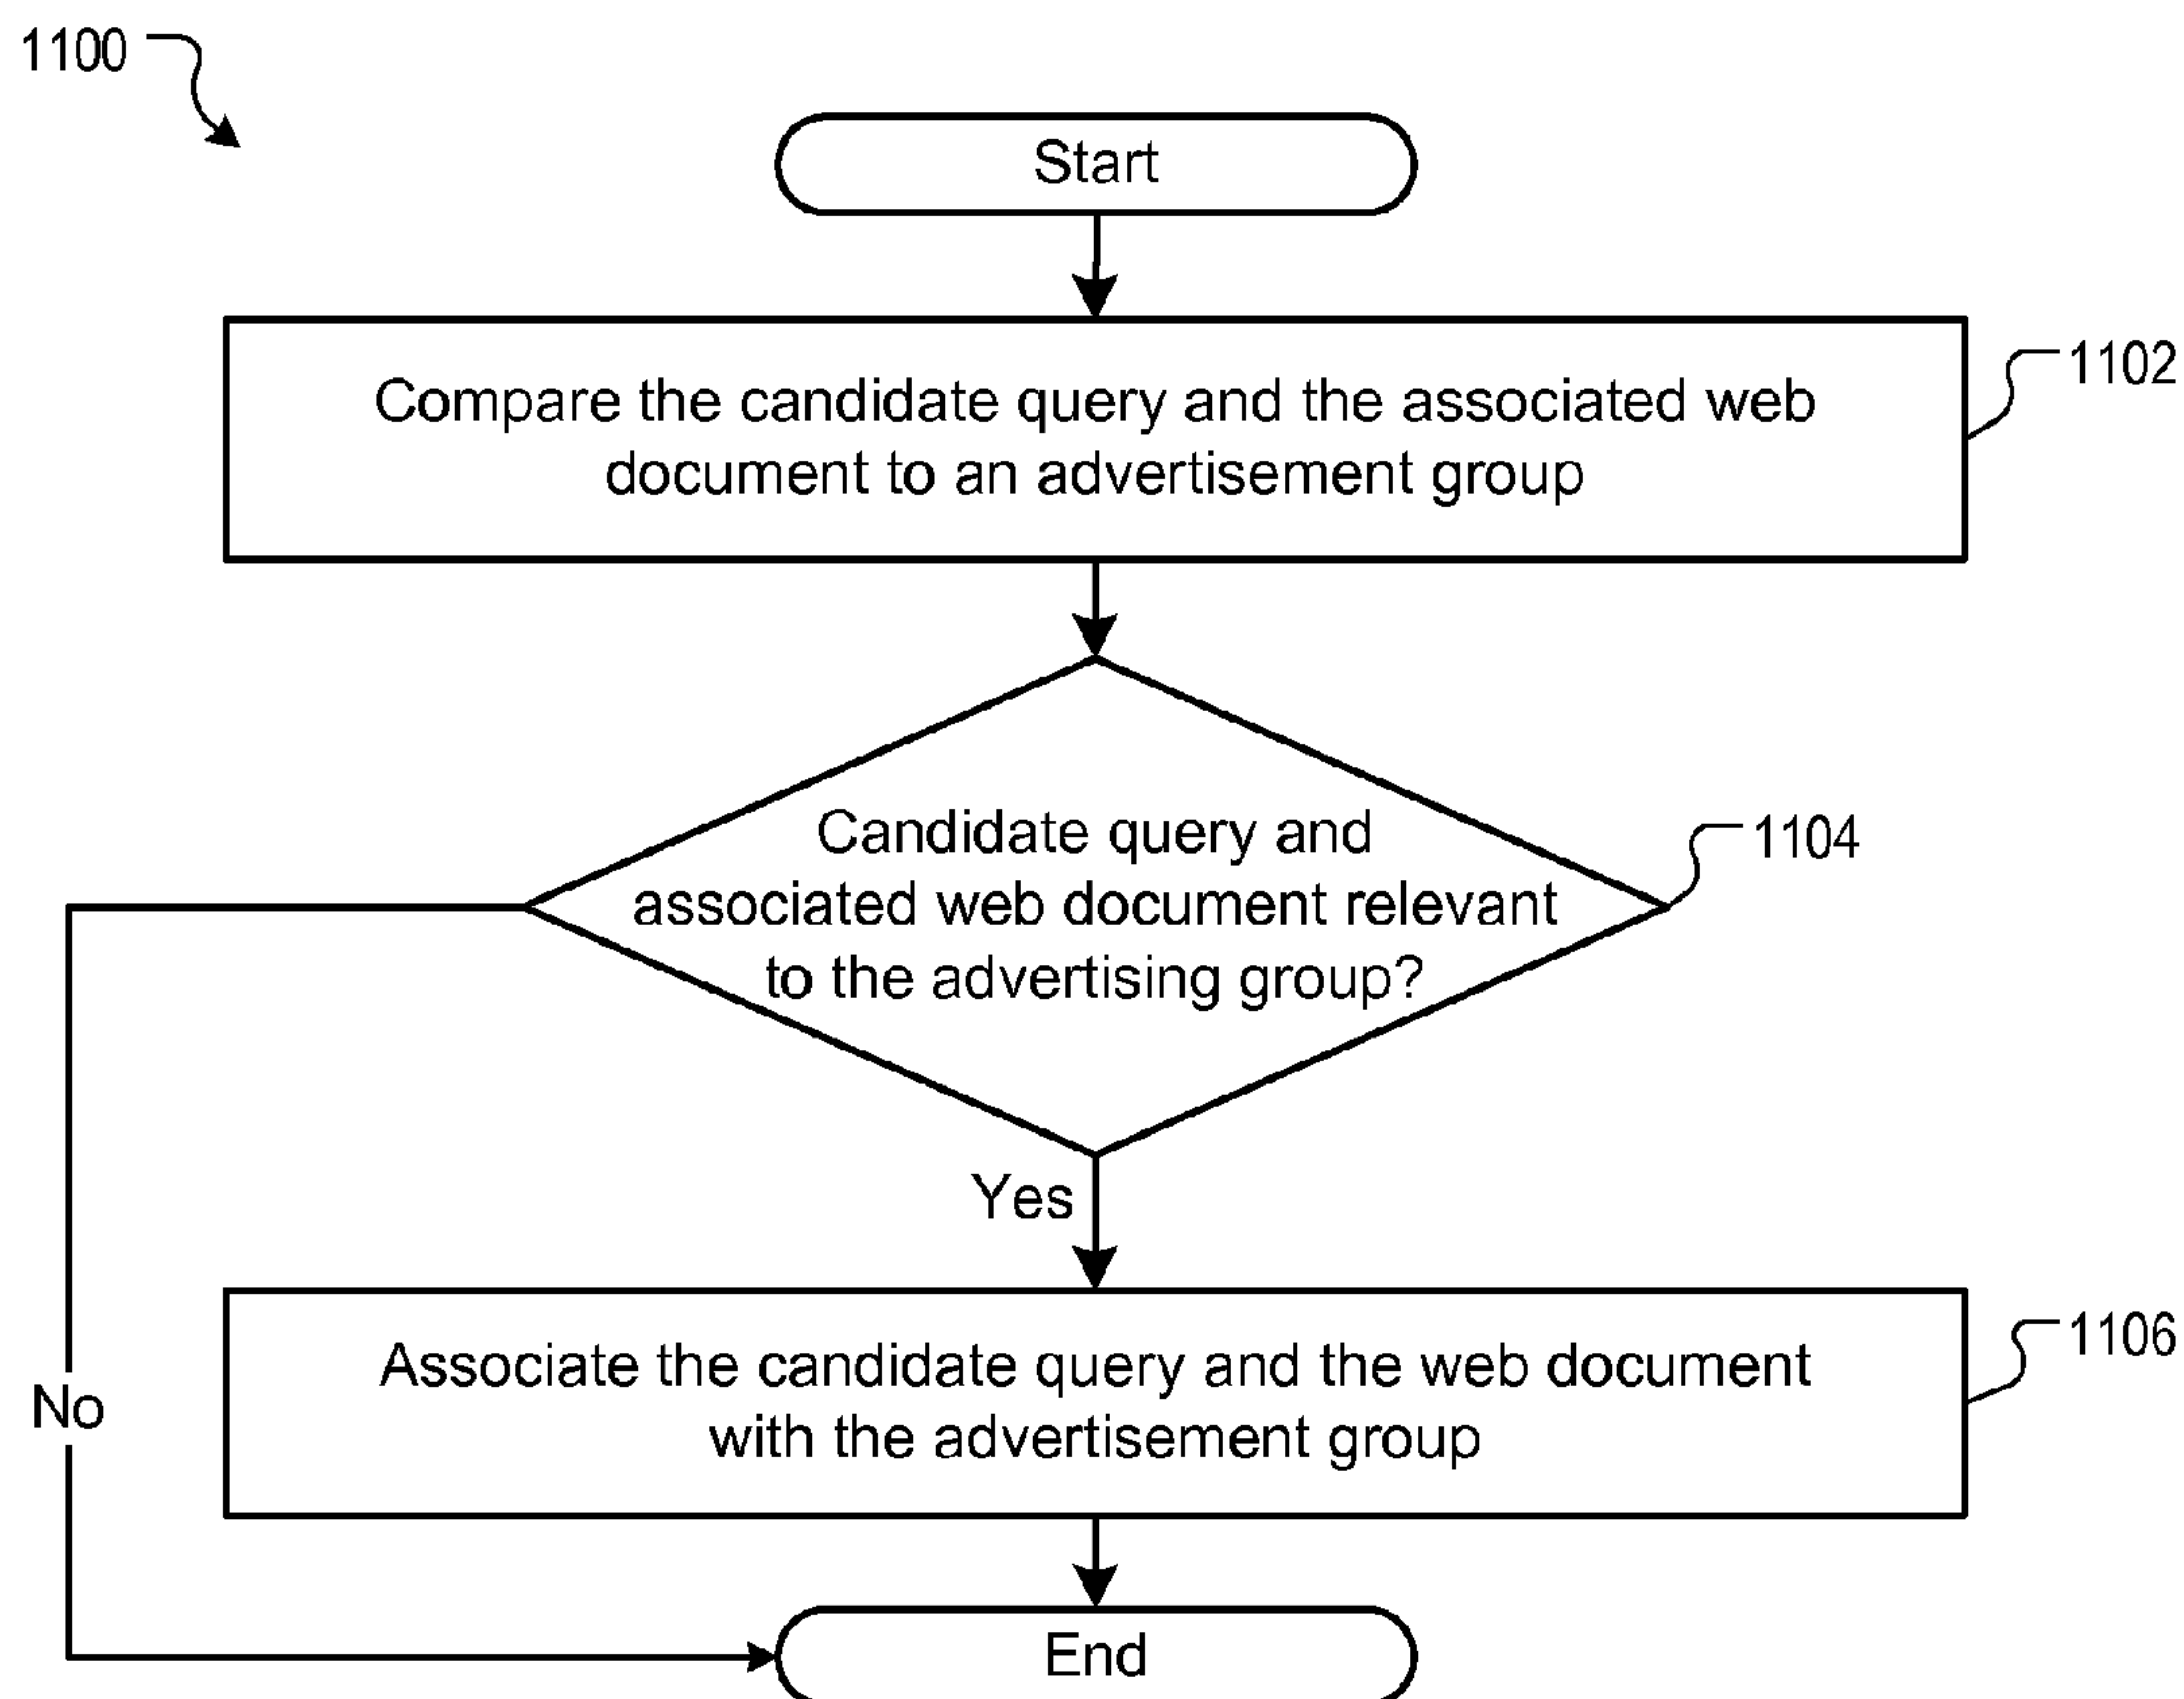 1100
Start
Compare the candidate query and the associated web
document to an advertisement group
1102
Candidate query and
associated web document relevant
to the advertising group?
1104
Yes
No
Associate the candidate query and the web document
with the advertisement group
1106
End